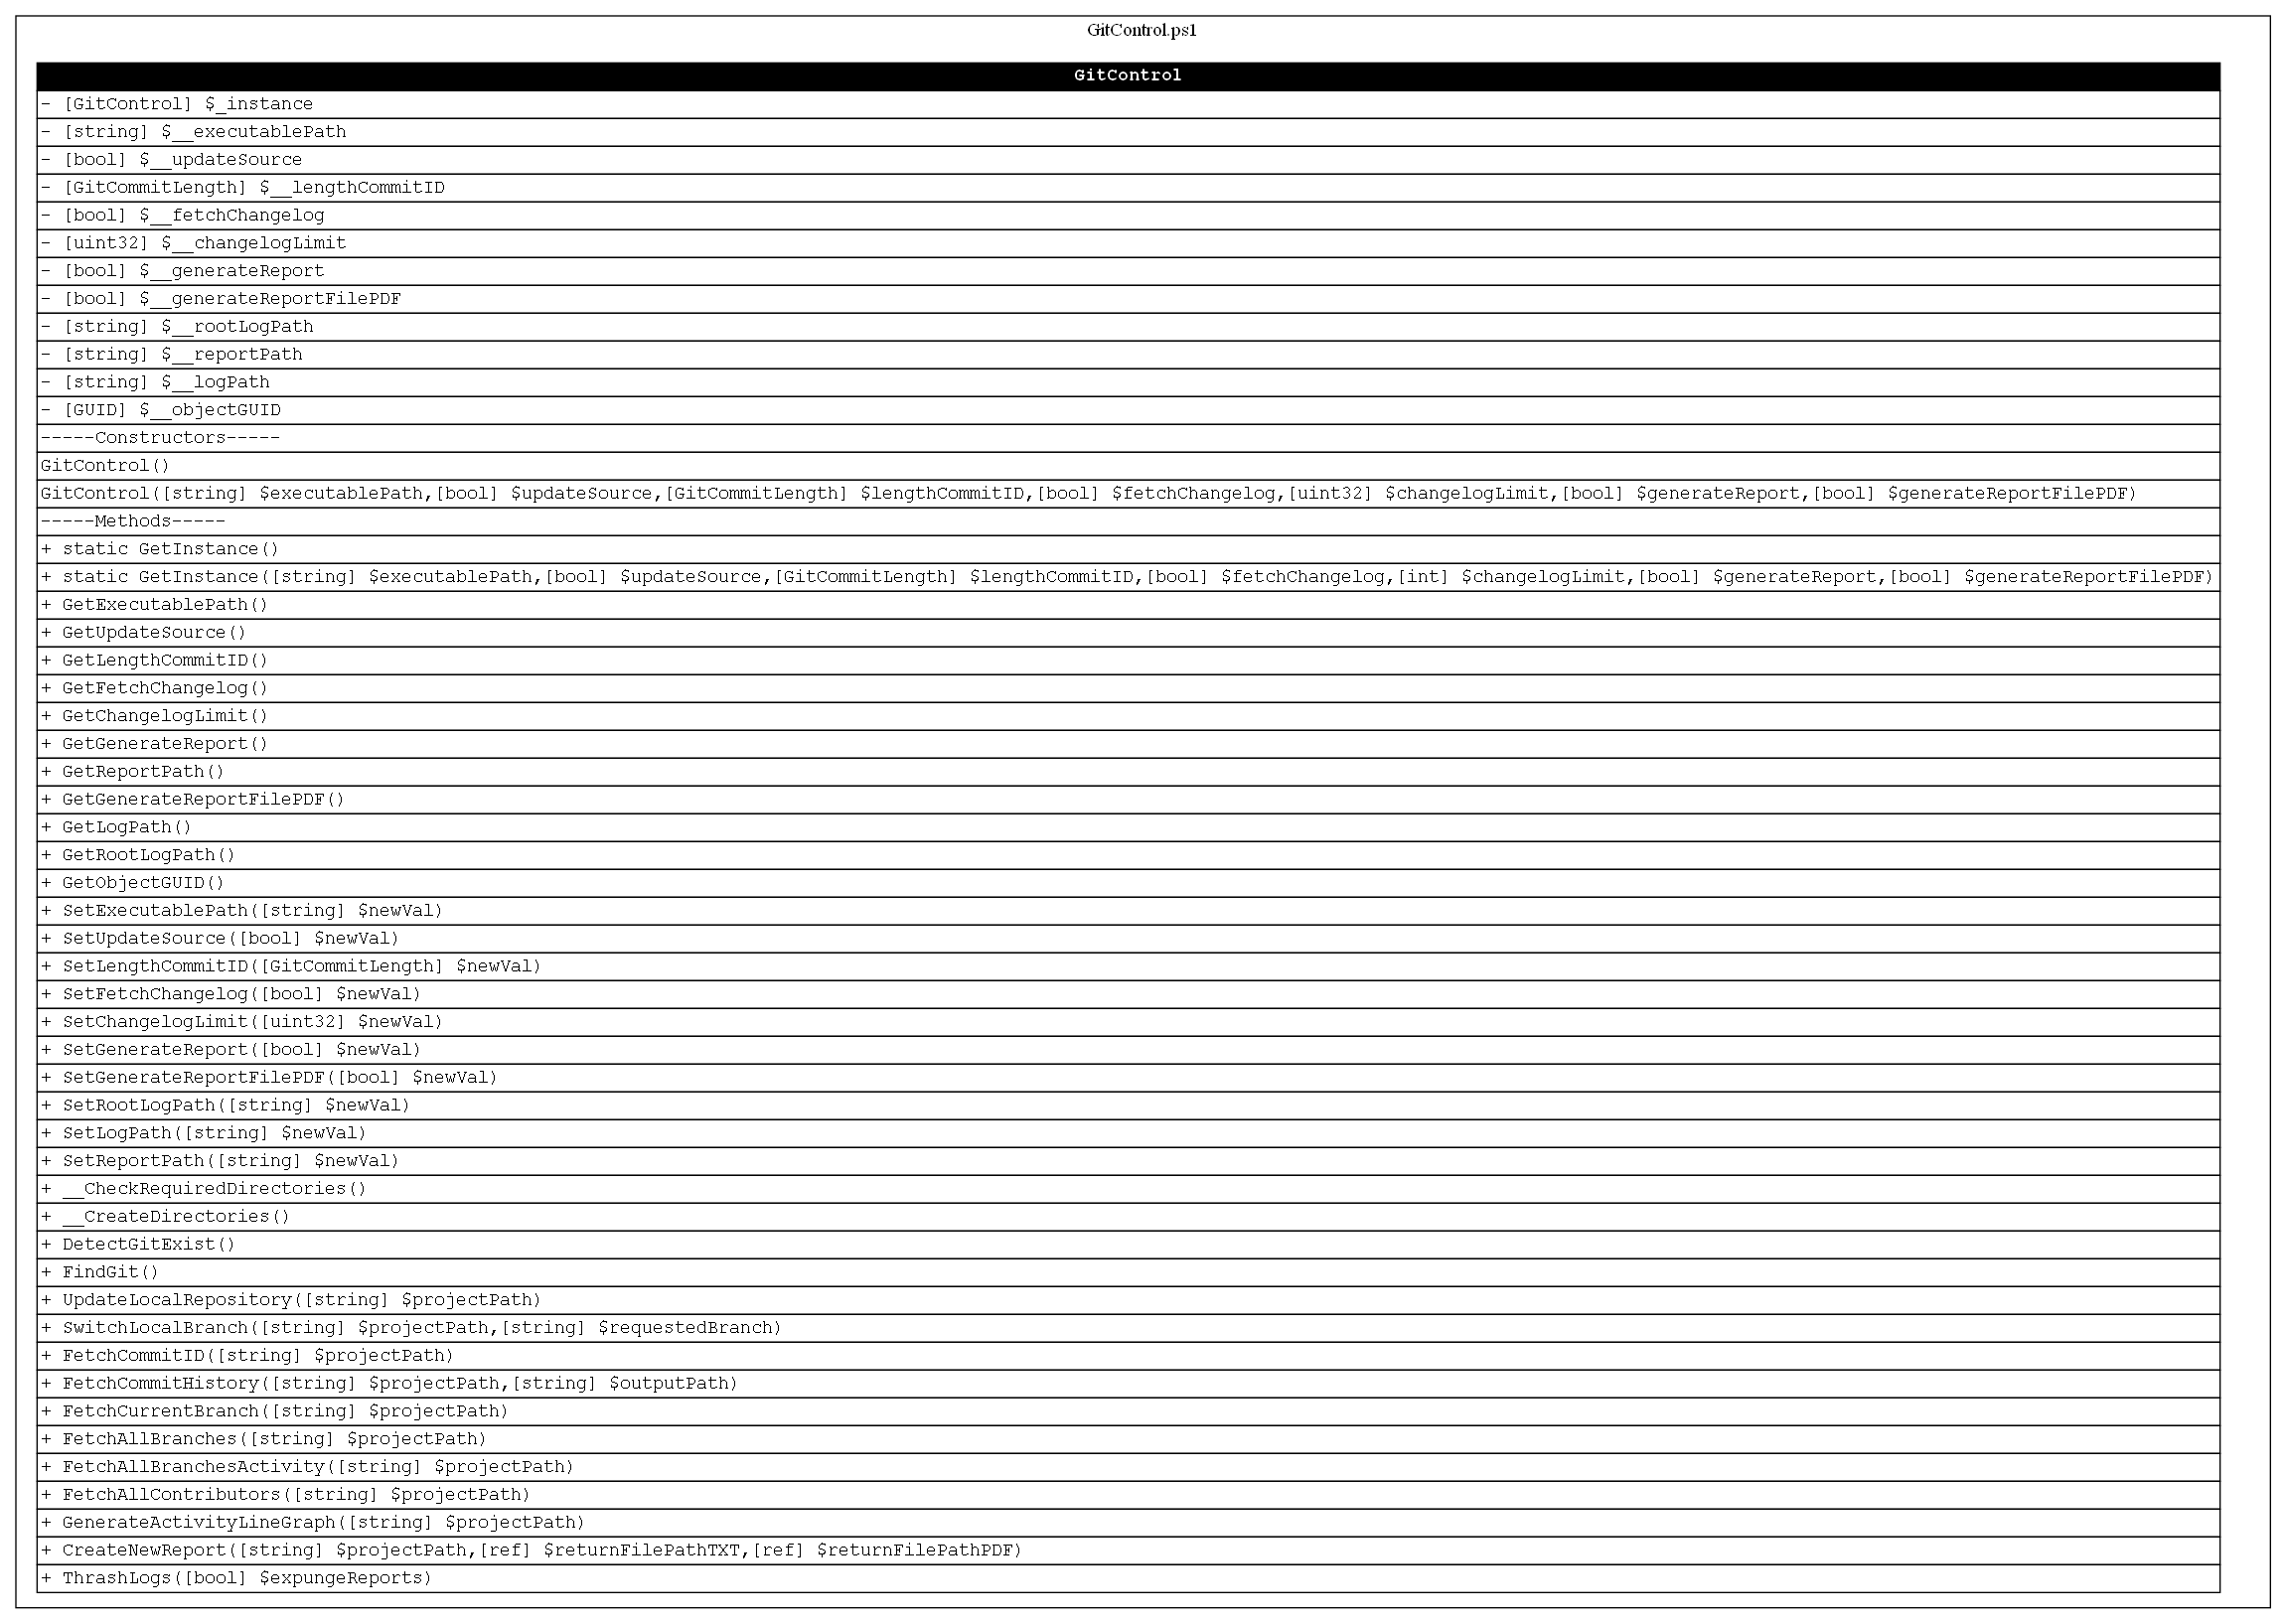 GitControl.ps1
GitControl
- [GitControl] $_instance
- [string] $__executablePath
- [bool] $__updateSource
- [GitCommitLength] $__lengthCommitID
- [bool] $__fetchChangelog
- [uint32] $__changelogLimit
- [bool] $__generateReport
- [bool] $__generateReportFilePDF
- [string] $__rootLogPath
- [string] $__reportPath
- [string] $__logPath
- [GUID] $__objectGUID
-----Constructors-----
GitControl()
GitControl([string] $executablePath,[bool] $updateSource,[GitCommitLength] $lengthCommitID,[bool] $fetchChangelog,[uint32] $changelogLimit,[bool] $generateReport,[bool] $generateReportFilePDF)
-----Methods-----
+ static GetInstance()
+ static GetInstance([string] $executablePath,[bool] $updateSource,[GitCommitLength] $lengthCommitID,[bool] $fetchChangelog,[int] $changelogLimit,[bool] $generateReport,[bool] $generateReportFilePDF)
+ GetExecutablePath()
+ GetUpdateSource()
+ GetLengthCommitID()
+ GetFetchChangelog()
+ GetChangelogLimit()
+ GetGenerateReport()
+ GetReportPath()
+ GetGenerateReportFilePDF()
+ GetLogPath()
+ GetRootLogPath()
+ GetObjectGUID()
+ SetExecutablePath([string] $newVal)
+ SetUpdateSource([bool] $newVal)
+ SetLengthCommitID([GitCommitLength] $newVal)
+ SetFetchChangelog([bool] $newVal)
+ SetChangelogLimit([uint32] $newVal)
+ SetGenerateReport([bool] $newVal)
+ SetGenerateReportFilePDF([bool] $newVal)
+ SetRootLogPath([string] $newVal)
+ SetLogPath([string] $newVal)
+ SetReportPath([string] $newVal)
+ __CheckRequiredDirectories()
+ __CreateDirectories()
+ DetectGitExist()
+ FindGit()
+ UpdateLocalRepository([string] $projectPath)
+ SwitchLocalBranch([string] $projectPath,[string] $requestedBranch)
+ FetchCommitID([string] $projectPath)
+ FetchCommitHistory([string] $projectPath,[string] $outputPath)
+ FetchCurrentBranch([string] $projectPath)
+ FetchAllBranches([string] $projectPath)
+ FetchAllBranchesActivity([string] $projectPath)
+ FetchAllContributors([string] $projectPath)
+ GenerateActivityLineGraph([string] $projectPath)
+ CreateNewReport([string] $projectPath,[ref] $returnFilePathTXT,[ref] $returnFilePathPDF)
+ ThrashLogs([bool] $expungeReports)